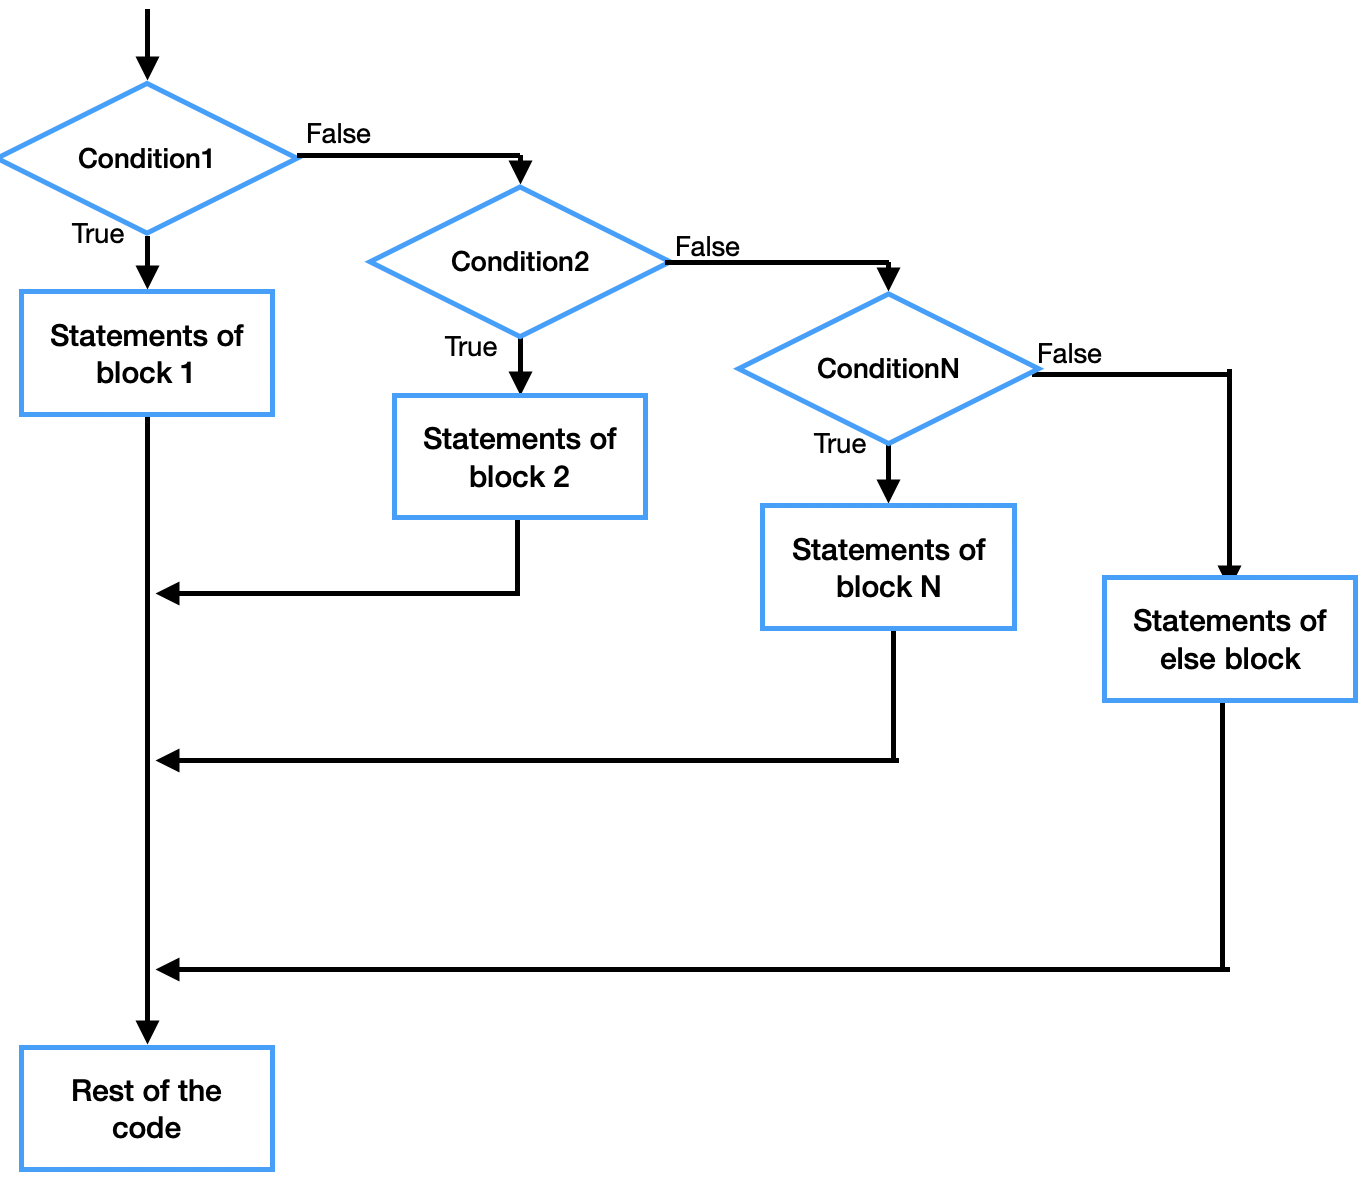 False
Condition1
True
False
Condition2
Statements of
block 1
True
False
ConditionN
Statements of
block 2
True
Statements of
block N
Statements of
else block
Rest of the
code